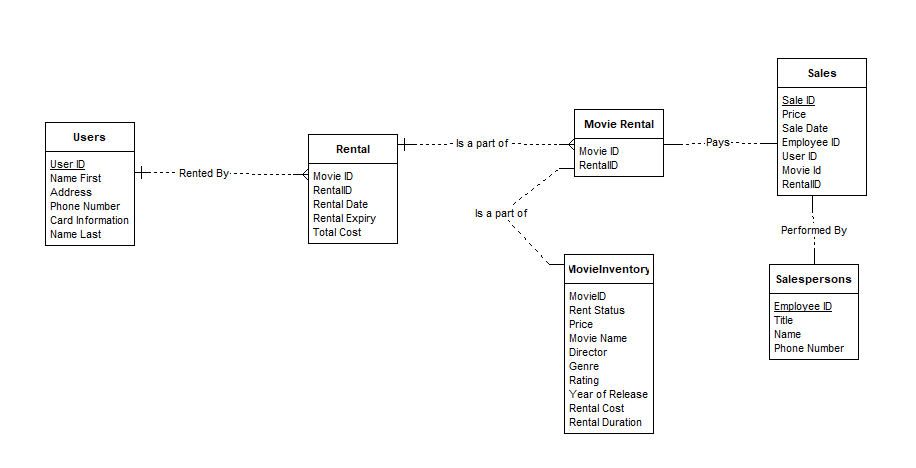 Users
User ID
Name First
Address
Phone Number
Card Information
Name Last
Rented By
Rental
Movie ID
RentalID
Rental Date
Rental Expiry
Total Cost
Is a part of
Movie Rental
Movie ID
RentalID
Is a part of
MovieInventory
MovieID
Rent Status
Price
Movie Name
Director
Genre
Rating
Year of Release
Rental Cost
Rental Duration
Pays
Sales
Sale ID
Price
Sale Date
Employee ID
User ID
Movie Id
RentalID
Performed By
Salespersons
Employee ID
Title
Name
Phone Number